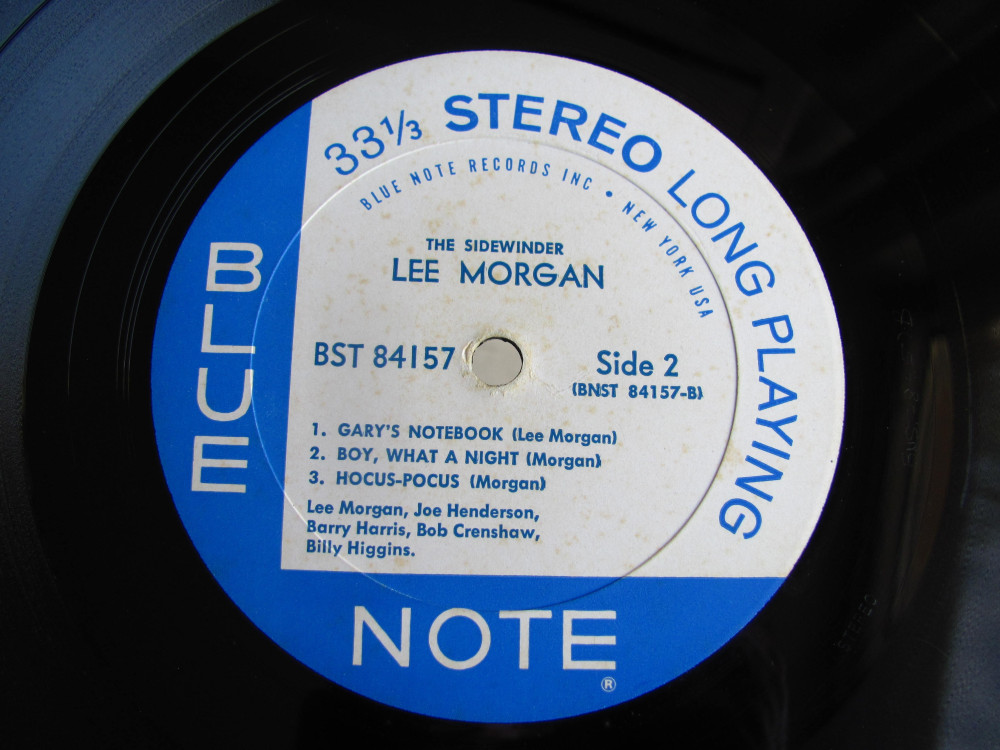 33⅓ STEREO LONG PLAYING
BLUE NOTE RECORDS INC • NEW YORK USA
THE SIDEWINDER
LEE MORGAN
BST 84157
Side 2
(BNST 84157-B)
1. GARY'S NOTEBOOK (Lee Morgan)
2. BOY, WHAT A NIGHT (Morgan)
3. HOCUS-POCUS (Morgan)
Lee Morgan, Joe Henderson,
Barry Harris, Bob Crenshaw,
Billy Higgins.
BLUE
NOTE
®
STEREO